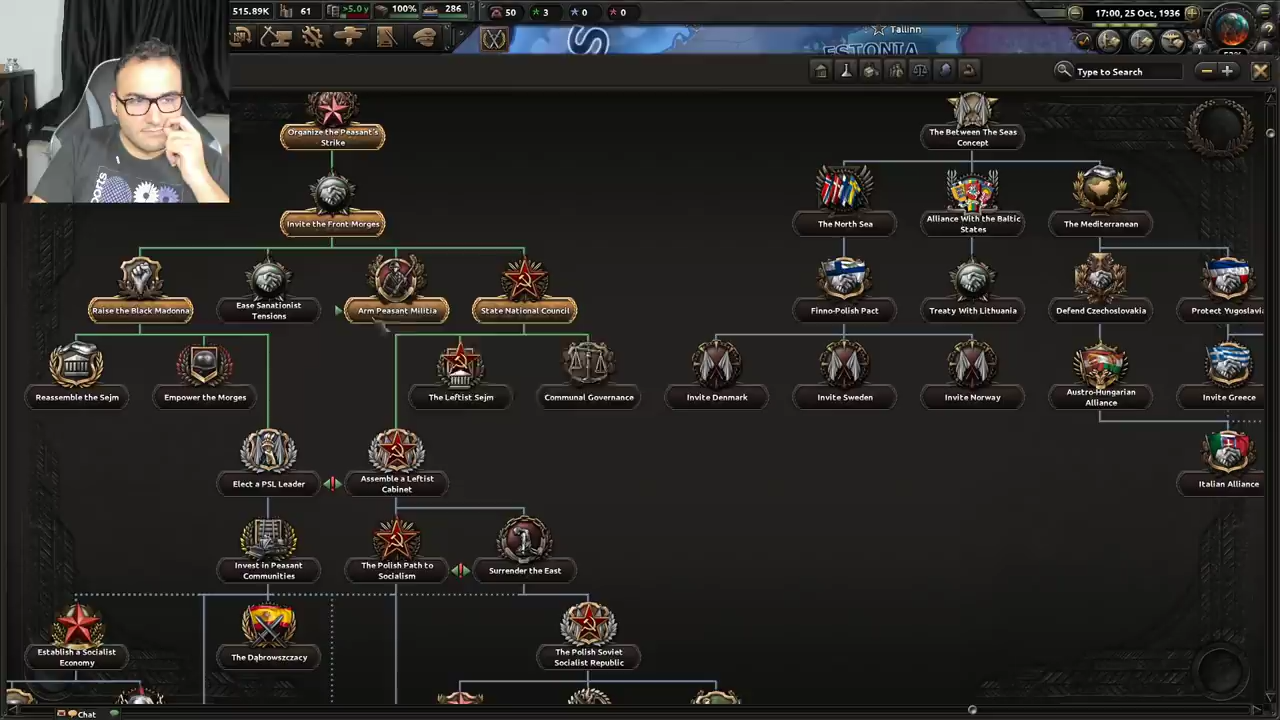 515.89K
61
>5.0 y
100%
286
50
3
0
0
17:00, 25 Oct, 1936
Tallinn
ESTONIA
Type to Search
Organize the Peasant's
Strike
The Between The Seas
Concept
Invite the Front Morges
The North Sea
Alliance With the Baltic
States
The Mediterranean
Raise the Black Madonna
Ease Sanationist
Tensions
Arm Peasant Militia
State National Council
Finno-Polish Pact
Treaty With Lithuania
Defend Czechoslovakia
Protect Yugoslavi
Reassemble the Sejm
Empower the Morges
The Leftist Sejm
Communal Governance
Invite Denmark
Invite Sweden
Invite Norway
Austro-Hungarian
Alliance
Invite Greece
Elect a PSL Leader
Assemble a Leftist
Cabinet
Italian Alliance
Invest in Peasant
Communities
The Polish Path to
Socialism
Surrender the East
Establish a Socialist
Economy
The Dąbrowszczacy
The Polish Soviet
Socialist Republic
Chat